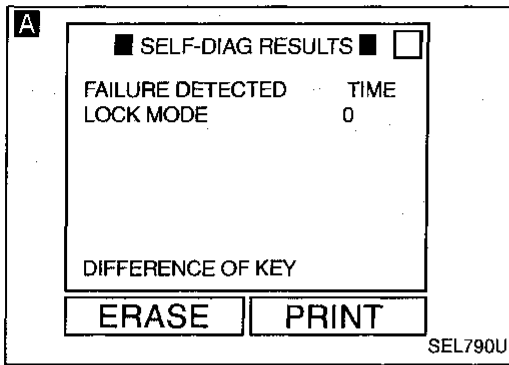 A
SELF-DIAG RESULTS
FAILURE DETECTED TIME
LOCK MODE 0
DIFFERENCE OF KEY
ERASE PRINT
SEL790U